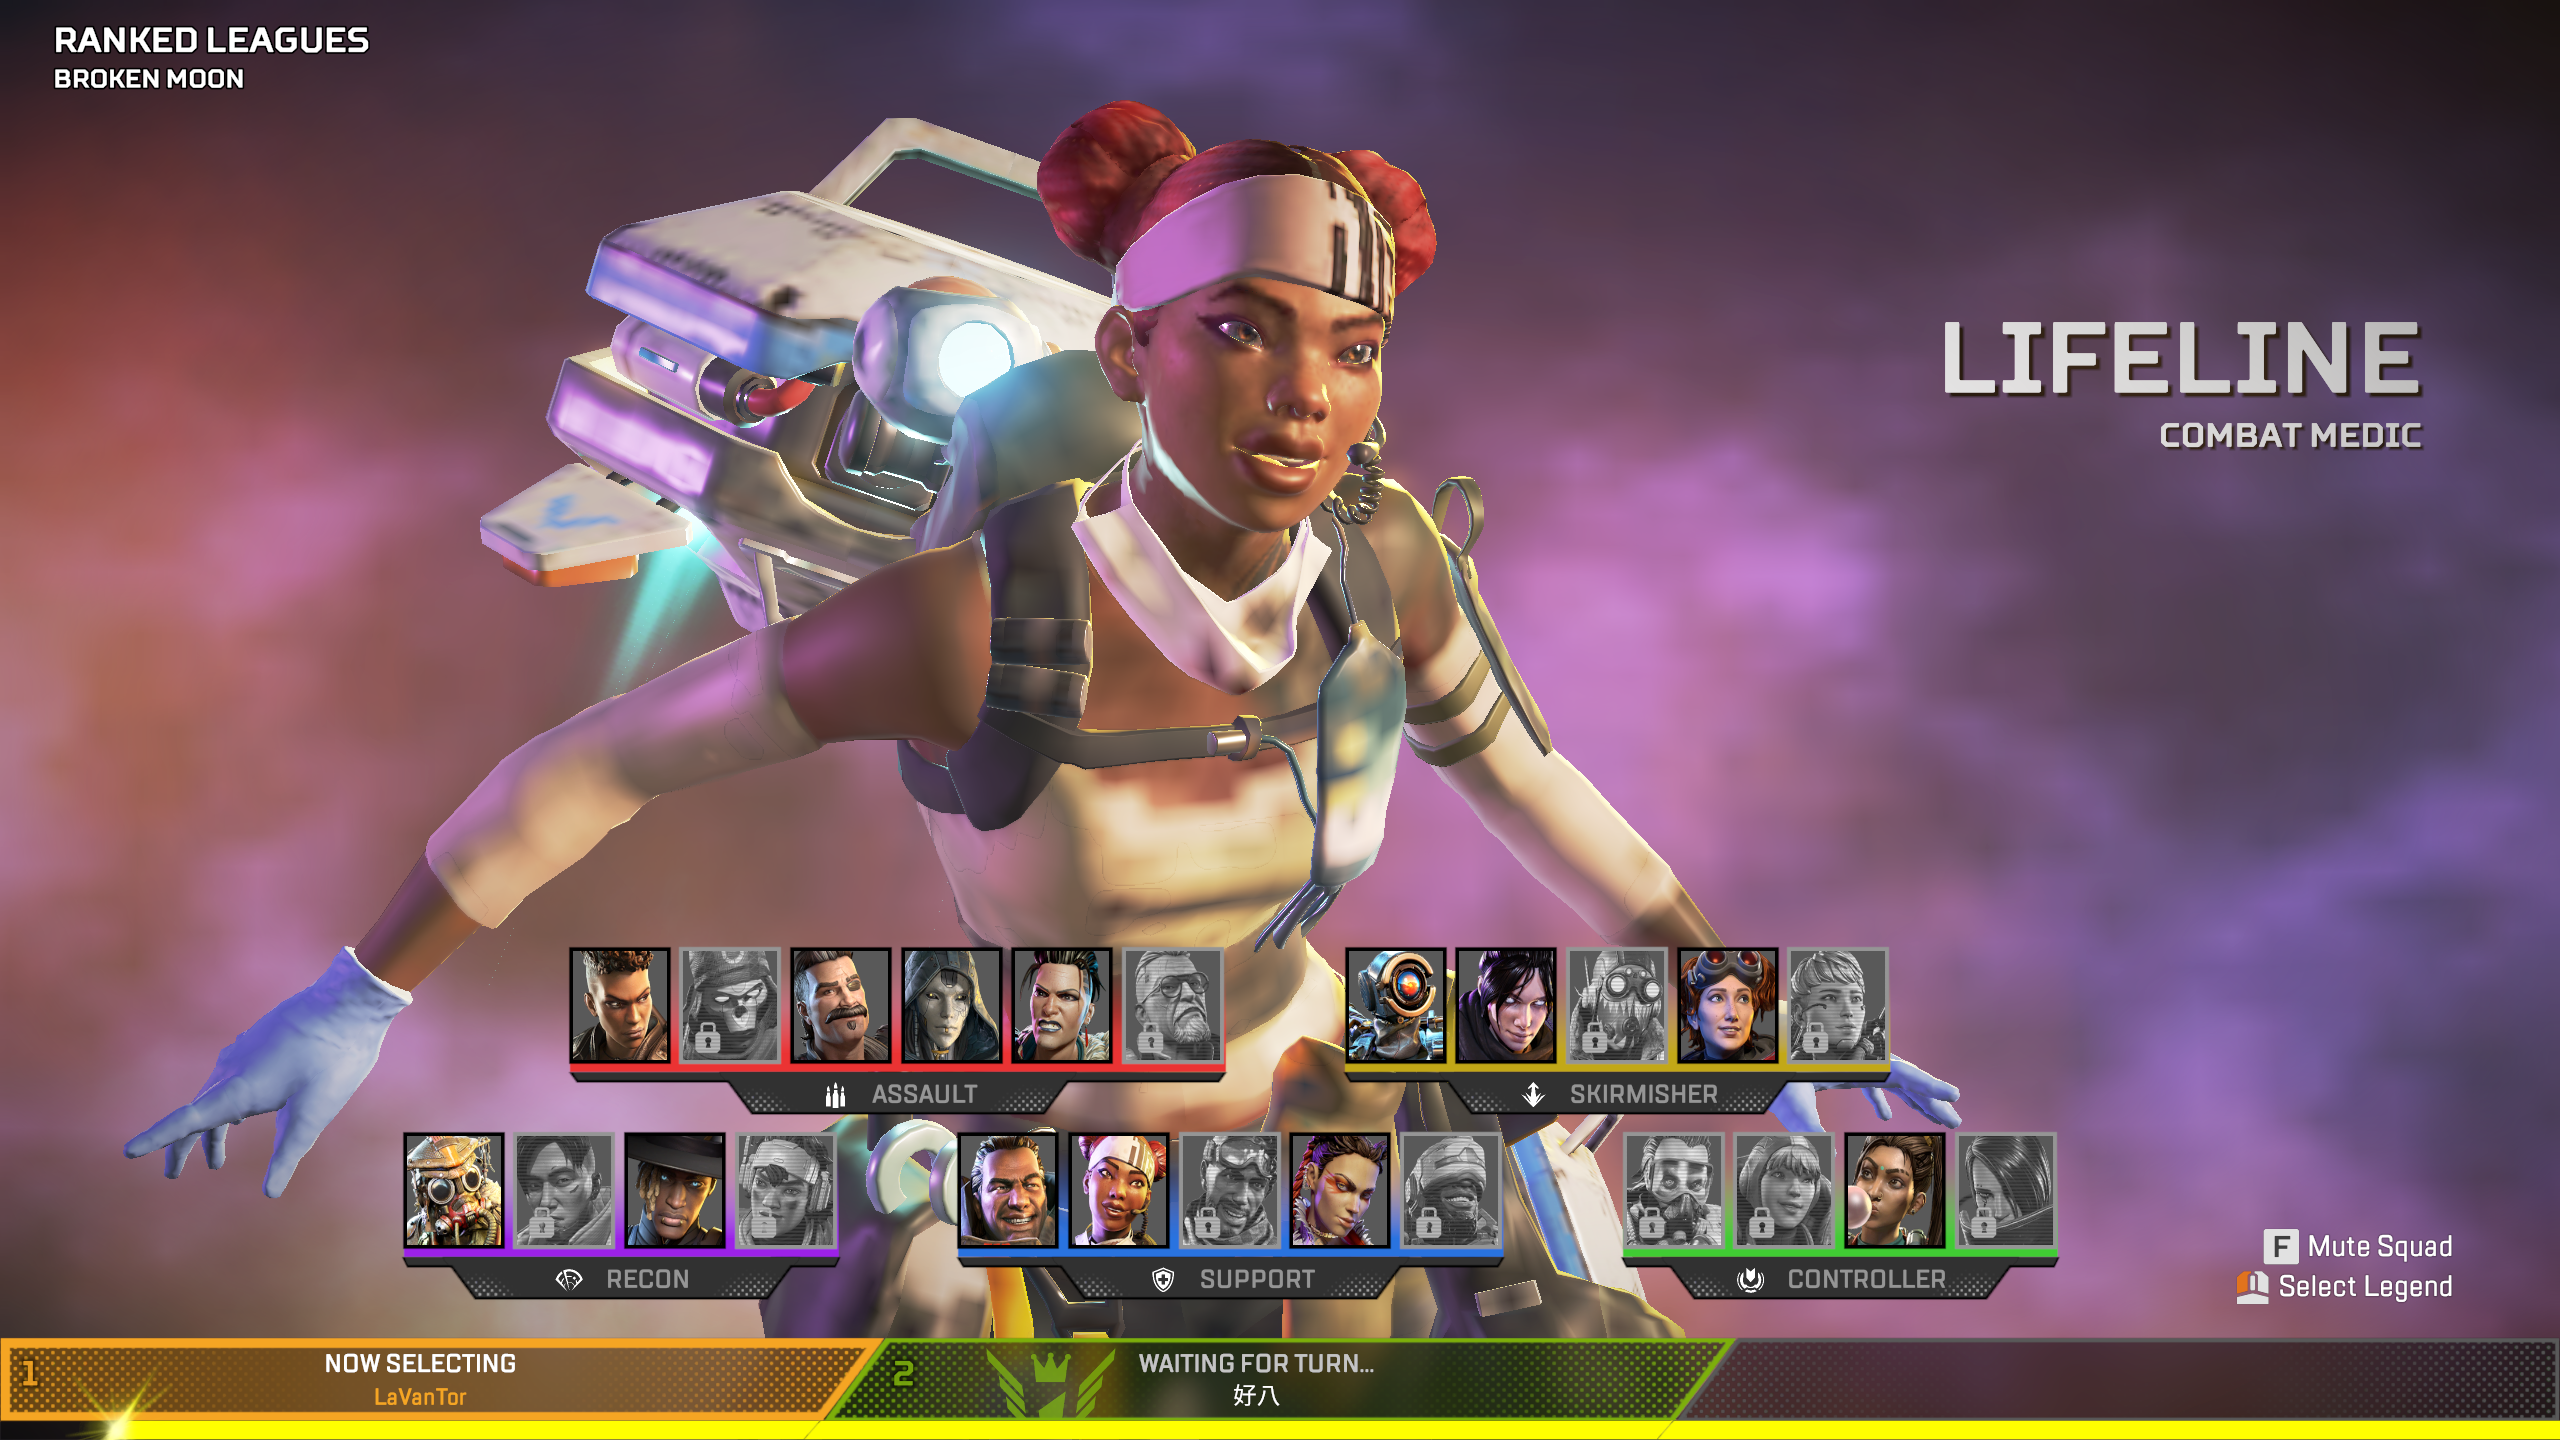 RANKED LEAGUES
BROKEN MOON
LIFELINE
COMBAT MEDIC
ASSAULT
SKIRMISHER
RECON
SUPPORT
CONTROLLER
F Mute Squad
Select Legend
1
NOW SELECTING
LaVanTor
2
WAITING FOR TURN...
好八